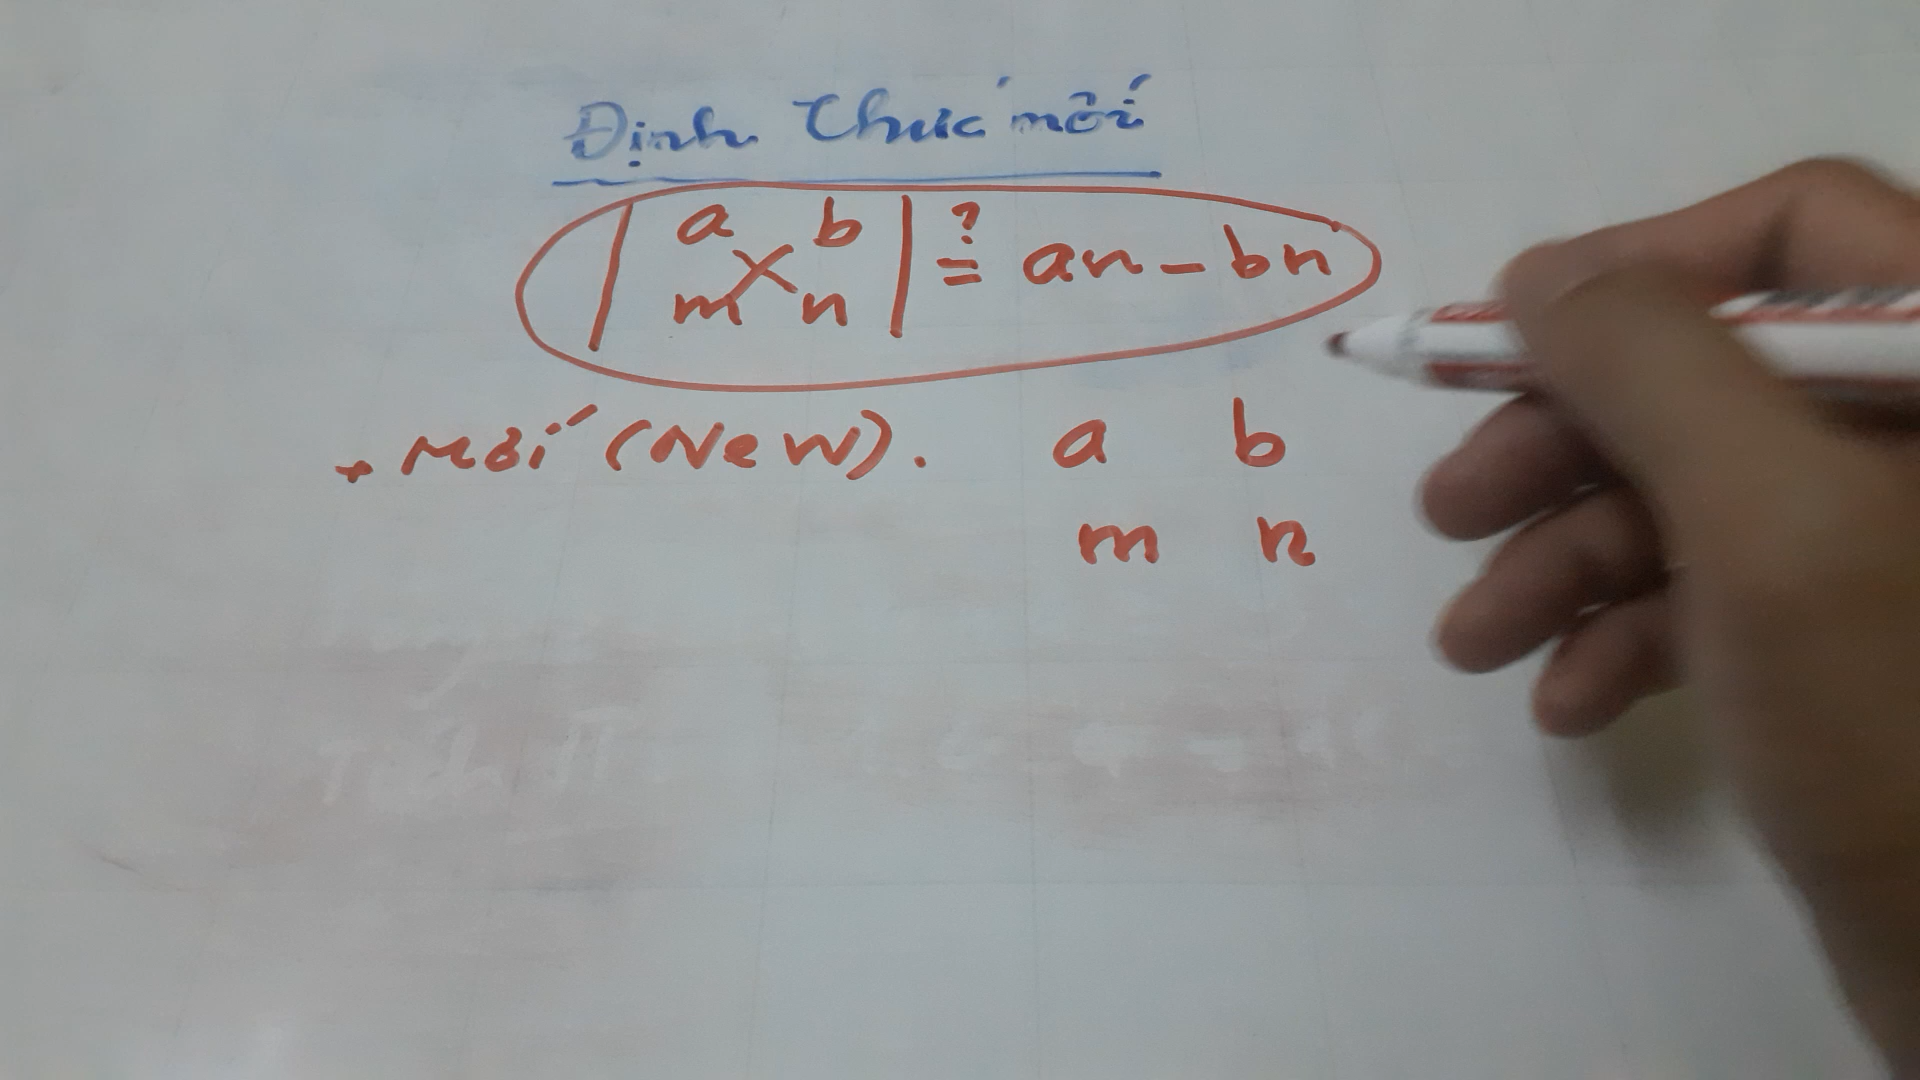 Định Thức mới
| a b | ? = an - bn
m n
+ Mới (New). a b
m n